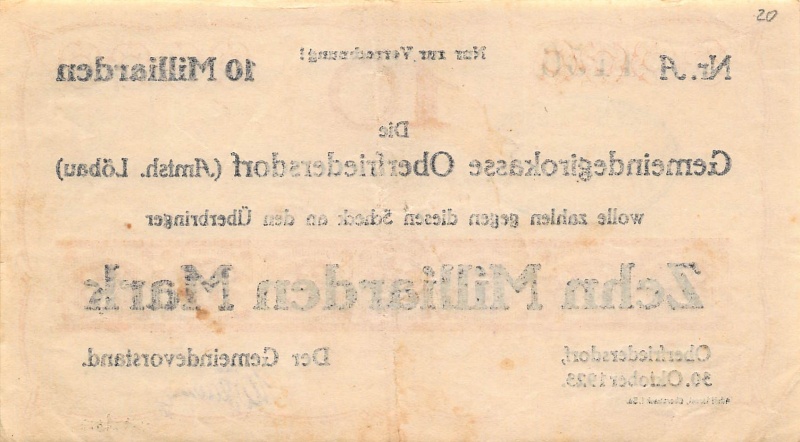 20
Nur zur Verrechnung!
Nr. A
10 Milliarden
10
Die
Gemeindegirokasse Oberfriedersdorf (Amtsh. Löbau)
wolle zahlen gegen diesen Scheck an den Überbringer
Zehn Milliarden Mark
Oberfriedersdorf,
30. Oktober 1923.
Der Gemeindevorstand.